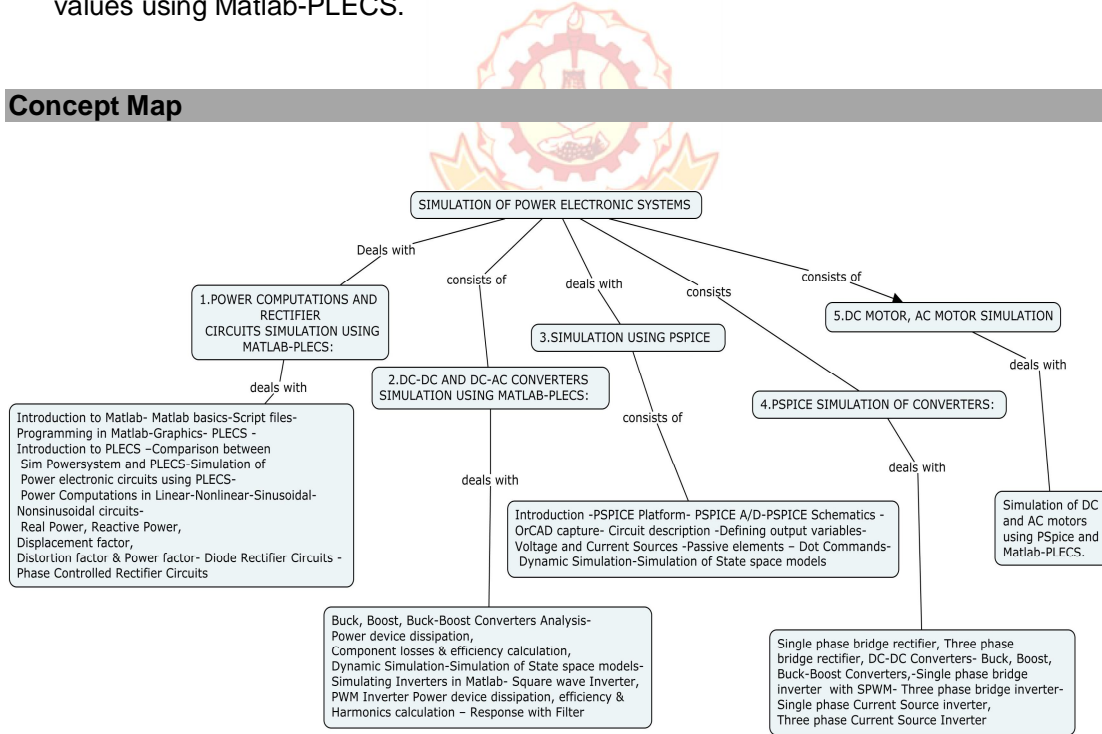 values using Matlab-PLECS.
Concept Map
SIMULATION OF POWER ELECTRONIC SYSTEMS
Deals with
consists of
deals with
consists
consists of
1.POWER COMPUTATIONS AND
RECTIFIER
CIRCUITS SIMULATION USING
MATLAB-PLECS:
deals with
Introduction to Matlab- Matlab basics-Script files-
Programming in Matlab-Graphics- PLECS -
Introduction to PLECS –Comparison between
Sim Powersystem and PLECS-Simulation of
Power electronic circuits using PLECS-
Power Computations in Linear-Nonlinear-Sinusoidal-
Nonsinusoidal circuits-
Real Power, Reactive Power,
Displacement factor,
Distortion factor & Power factor- Diode Rectifier Circuits -
Phase Controlled Rectifier Circuits
2.DC-DC AND DC-AC CONVERTERS
SIMULATION USING MATLAB-PLECS:
deals with
Buck, Boost, Buck-Boost Converters Analysis-
Power device dissipation,
Component losses & efficiency calculation,
Dynamic Simulation-Simulation of State space models-
Simulating Inverters in Matlab- Square wave Inverter,
PWM Inverter Power device dissipation, efficiency &
Harmonics calculation – Response with Filter
3.SIMULATION USING PSPICE
consists of
Introduction -PSPICE Platform- PSPICE A/D-PSPICE Schematics -
OrCAD capture- Circuit description -Defining output variables-
Voltage and Current Sources -Passive elements – Dot Commands-
Dynamic Simulation-Simulation of State space models
4.PSPICE SIMULATION OF CONVERTERS:
deals with
Single phase bridge rectifier, Three phase
bridge rectifier, DC-DC Converters- Buck, Boost,
Buck-Boost Converters,-Single phase bridge
inverter with SPWM- Three phase bridge inverter-
Single phase Current Source inverter,
Three phase Current Source Inverter
5.DC MOTOR, AC MOTOR SIMULATION
deals with
Simulation of DC
and AC motors
using PSpice and
Matlab-PLECS.